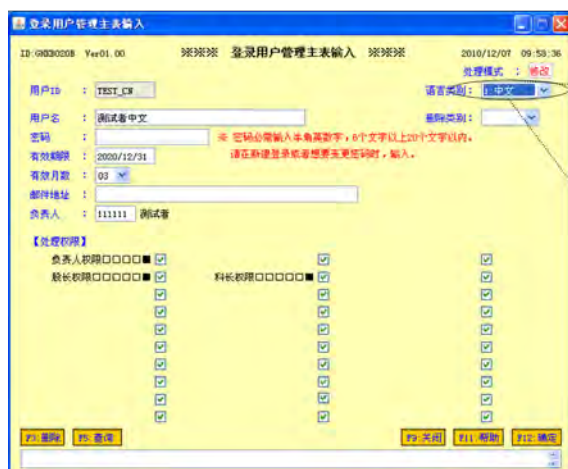 登录用户管理主表输入
ID:GHBB020B Ver01.00 ※※※ 登录用户管理主表输入 ※※※ 2010/12/07 09:58:36
处理模式 : 修改
用户ID : TEST_CN 语言类别: 1:中文
用户名 : 测试者中文 删除类别:
密码 : ※ 密码必需输入半角英数字，6个文字以上20个文字以内。
有效期限 : 2020/12/31 请在新建登录或者想要变更密码时，输入。
有效月数 : 03
邮件地址 :
负责人 : 111111 测试者
【处理权限】
负责人权限□□□□■
股长权限□□□□□■ 科长权限□□□□□■
F3:删除 F5:查询 F9:关闭 F11:帮助 F12:确定